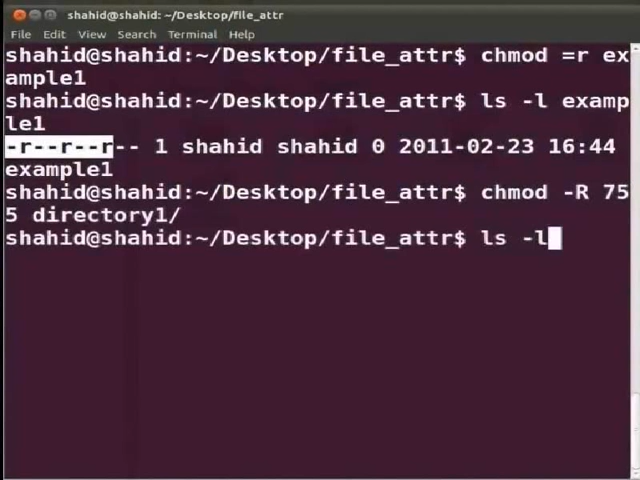 shahid@shahid: ~/Desktop/file_attr
File Edit View Search Terminal Help
shahid@shahid:~/Desktop/file_attr$ chmod =r ex
ample1
shahid@shahid:~/Desktop/file_attr$ ls -l examp
le1
-r--r--r-- 1 shahid shahid 0 2011-02-23 16:44
example1
shahid@shahid:~/Desktop/file_attr$ chmod -R 75
5 directory1/
shahid@shahid:~/Desktop/file_attr$ ls -l